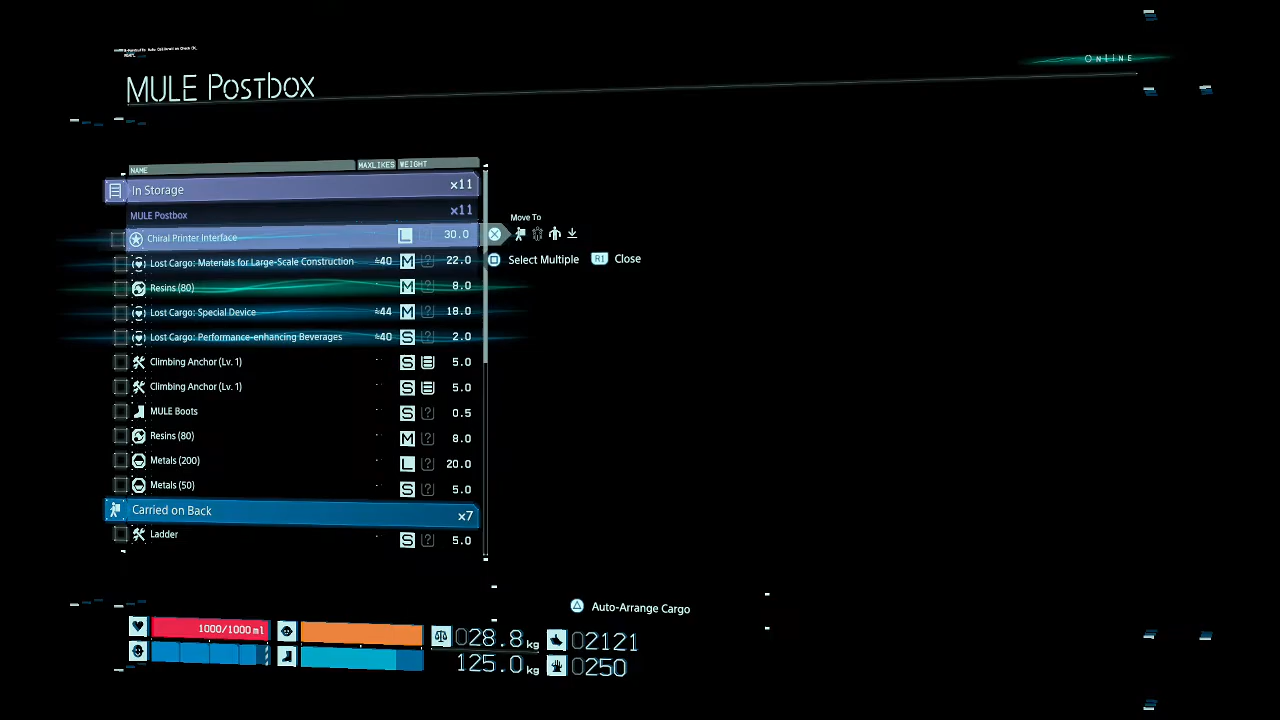 ONLINE
MULE Postbox
NAME MAXLIKES WEIGHT
In Storage x11
MULE Postbox x11
Chiral Printer Interface L 30.0
Move To
Lost Cargo: Materials for Large-Scale Construction 40 M 22.0
Select Multiple R1 Close
Resins (80) M 8.0
Lost Cargo: Special Device 44 M 18.0
Lost Cargo: Performance-enhancing Beverages 40 S 2.0
Climbing Anchor (Lv. 1) S 5.0
Climbing Anchor (Lv. 1) S 5.0
MULE Boots S 0.5
Resins (80) M 8.0
Metals (200) L 20.0
Metals (50) S 5.0
Carried on Back x7
Ladder S 5.0
Auto-Arrange Cargo
1000/1000 ml 028.8 kg 02121
125.0 kg 0250